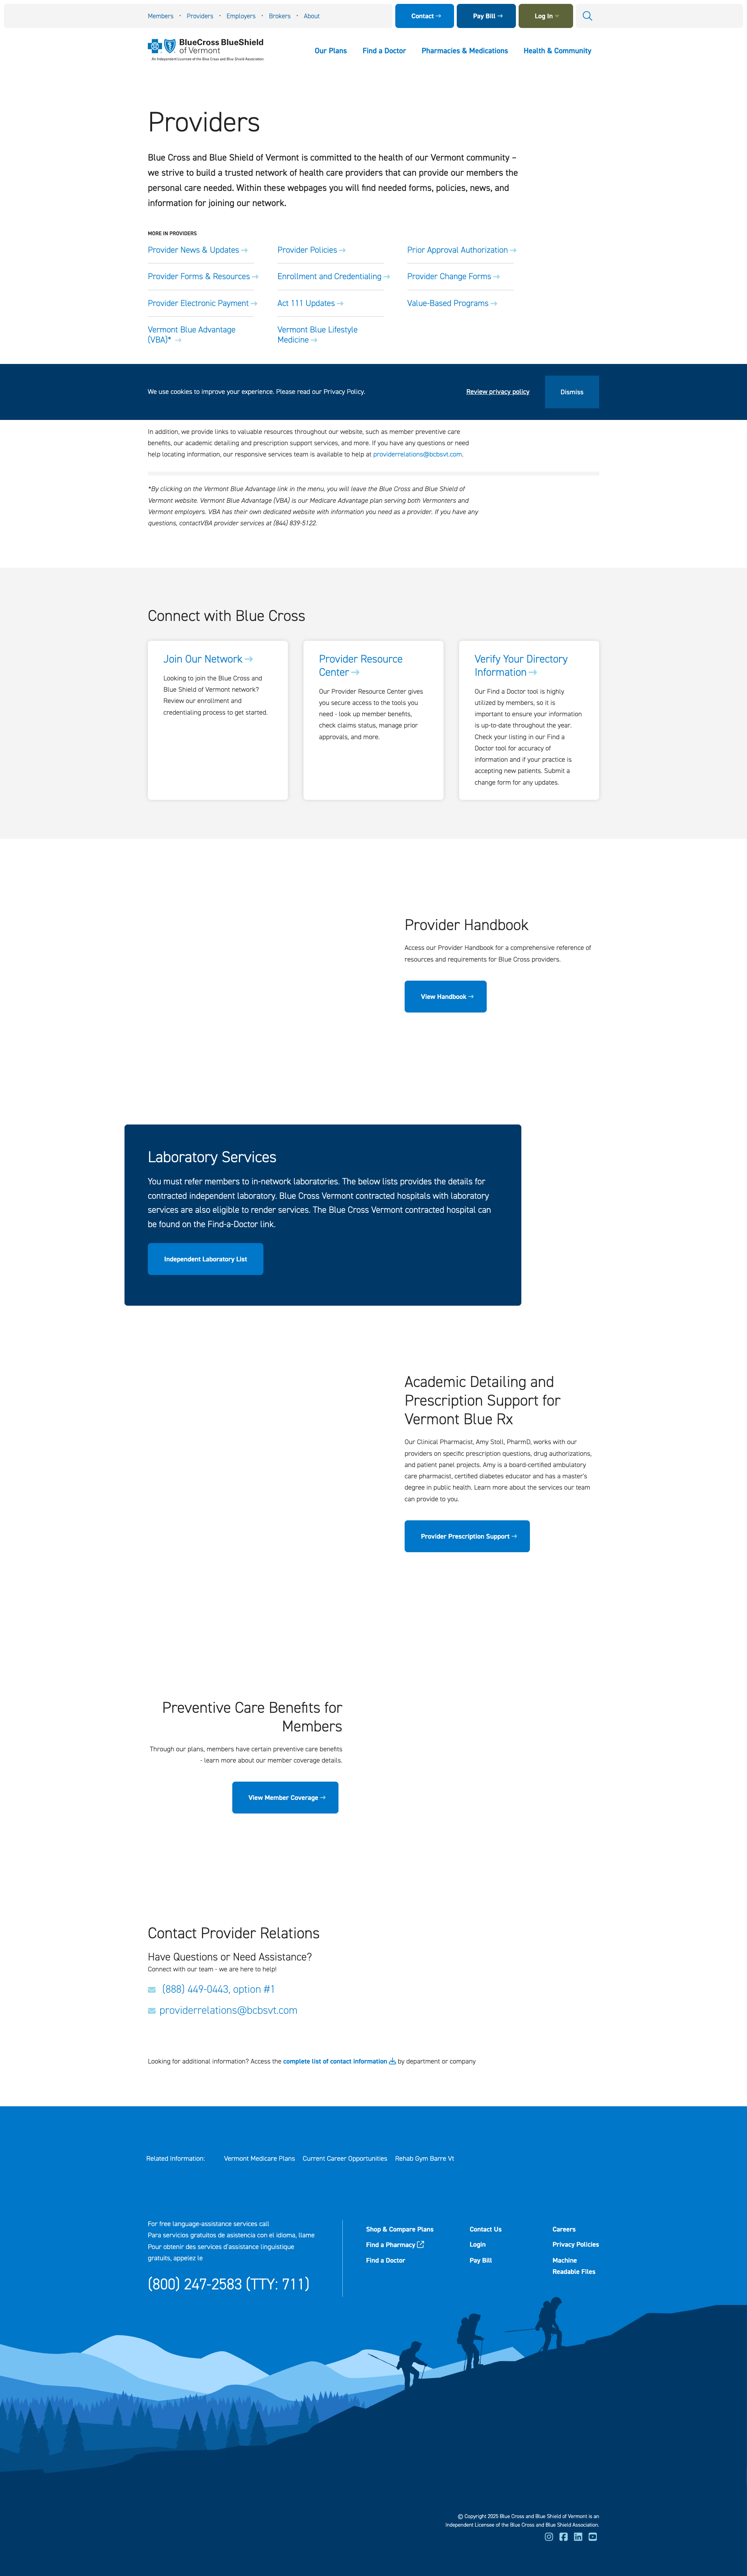 Members · Providers · Employers · Brokers · About
Contact → Pay Bill → Log In
BlueCross BlueShield
of Vermont
An Independent Licensee of the Blue Cross and Blue Shield Association.
Our Plans Find a Doctor Pharmacies & Medications Health & Community
Providers
Blue Cross and Blue Shield of Vermont is committed to the health of our Vermont community –
we strive to build a trusted network of health care providers that can provide our members the
personal care needed. Within these webpages you will find needed forms, policies, news, and
information for joining our network.
MORE IN PROVIDERS
Provider News & Updates → Provider Policies → Prior Approval Authorization →
Provider Forms & Resources → Enrollment and Credentialing → Provider Change Forms →
Provider Electronic Payment → Act 111 Updates → Value-Based Programs →
Vermont Blue Advantage
(VBA)* →
Vermont Blue Lifestyle
Medicine →
We use cookies to improve your experience. Please read our Privacy Policy. Review privacy policy Dismiss
In addition, we provide links to valuable resources throughout our website, such as member preventive care
benefits, our academic detailing and prescription support services, and more. If you have any questions or need
help locating information, our responsive services team is available to help at providerrelations@bcbsvt.com.
*By clicking on the Vermont Blue Advantage link in the menu, you will leave the Blue Cross and Blue Shield of
Vermont website. Vermont Blue Advantage (VBA) is our Medicare Advantage plan serving both Vermonters and
Vermont employers. VBA has their own dedicated website with information you need as a provider. If you have any
questions, contactVBA provider services at (844) 839-5122.
Connect with Blue Cross
Join Our Network →
Looking to join the Blue Cross and
Blue Shield of Vermont network?
Review our enrollment and
credentialing process to get started.
Provider Resource
Center →
Our Provider Resource Center gives
you secure access to the tools you
need - look up member benefits,
check claims status, manage prior
approvals, and more.
Verify Your Directory
Information →
Our Find a Doctor tool is highly
utilized by members, so it is
important to ensure your information
is up-to-date throughout the year.
Check your listing in our Find a
Doctor tool for accuracy of
information and if your practice is
accepting new patients. Submit a
change form for any updates.
Provider Handbook
Access our Provider Handbook for a comprehensive reference of
resources and requirements for Blue Cross providers.
View Handbook →
Laboratory Services
You must refer members to in-network laboratories. The below lists provides the details for
contracted independent laboratory. Blue Cross Vermont contracted hospitals with laboratory
services are also eligible to render services. The Blue Cross Vermont contracted hospital can
be found on the Find-a-Doctor link.
Independent Laboratory List
Academic Detailing and
Prescription Support for
Vermont Blue Rx
Our Clinical Pharmacist, Amy Stoll, PharmD, works with our
providers on specific prescription questions, drug authorizations,
and patient panel projects. Amy is a board-certified ambulatory
care pharmacist, certified diabetes educator and has a master's
degree in public health. Learn more about the services our team
can provide to you.
Provider Prescription Support →
Preventive Care Benefits for
Members
Through our plans, members have certain preventive care benefits
- learn more about our member coverage details.
View Member Coverage →
Contact Provider Relations
Have Questions or Need Assistance?
Connect with our team - we are here to help!
(888) 449-0443, option #1
providerrelations@bcbsvt.com
Looking for additional information? Access the complete list of contact information by department or company
Related Information: Vermont Medicare Plans Current Career Opportunities Rehab Gym Barre Vt
For free language-assistance services call
Para servicios gratuitos de asistencia con el idioma, llame
Pour obtenir des services d'assistance linguistique
gratuits, appelez le
(800) 247-2583 (TTY: 711)
Shop & Compare Plans
Find a Pharmacy
Find a Doctor
Contact Us
Login
Pay Bill
Careers
Privacy Policies
Machine
Readable Files
© Copyright 2025 Blue Cross and Blue Shield of Vermont is an
Independent Licensee of the Blue Cross and Blue Shield Association.